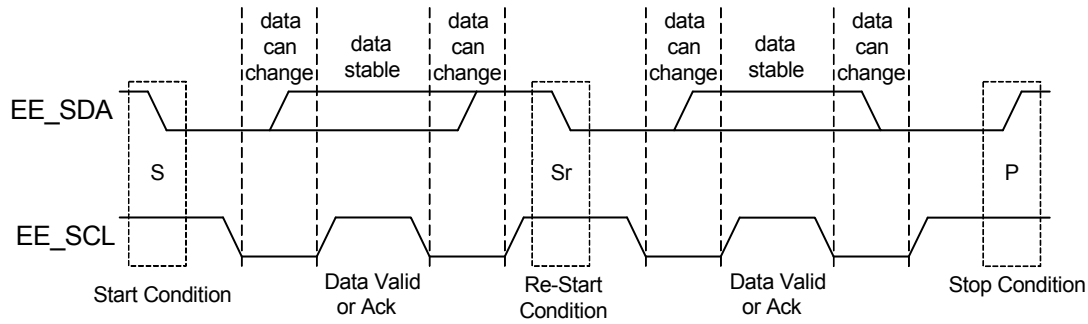 data
can
change
data
stable
data
can
change
data
can
change
data
stable
data
can
change
EE_SDA
S
Sr
P
EE_SCL
Start Condition
Data Valid
or Ack
Re-Start
Condition
Data Valid
or Ack
Stop Condition